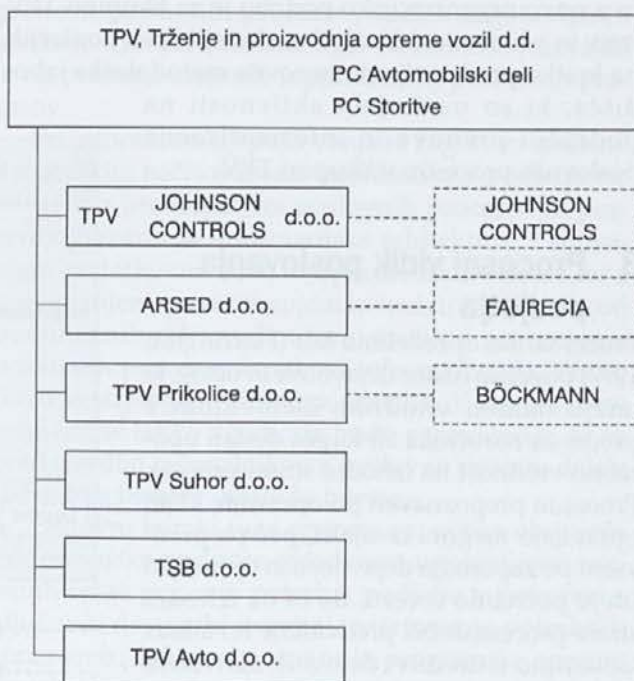 TPV, Trženje in proizvodnja opreme vozil d.d.
PC Avtomobilski deli
PC Storitve
TPV JOHNSON CONTROLS d.o.o.
JOHNSON CONTROLS
ARSED d.o.o.
FAURECIA
TPV Prikolice d.o.o.
BÖCKMANN
TPV Suhor d.o.o.
TSB d.o.o.
TPV Avto d.o.o.